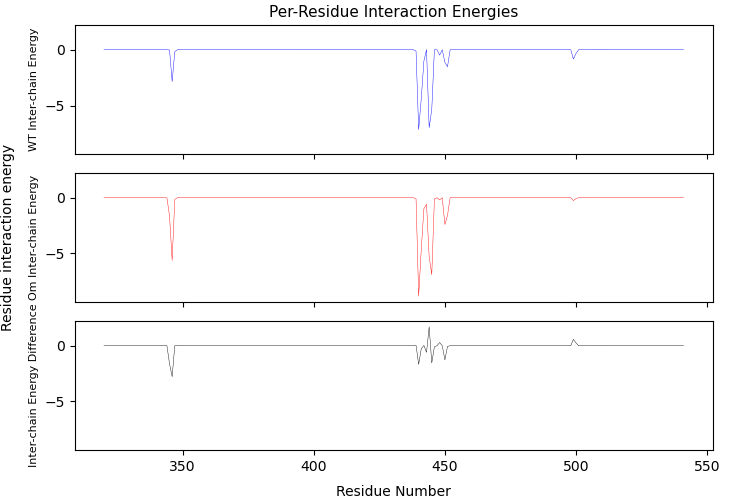 Per-Residue Interaction Energies
Residue interaction energy
WT Inter-chain Energy
0
−5
Om Inter-chain Energy
0
−5
Inter-chain Energy Difference
0
−5
350
400
450
500
550
Residue Number